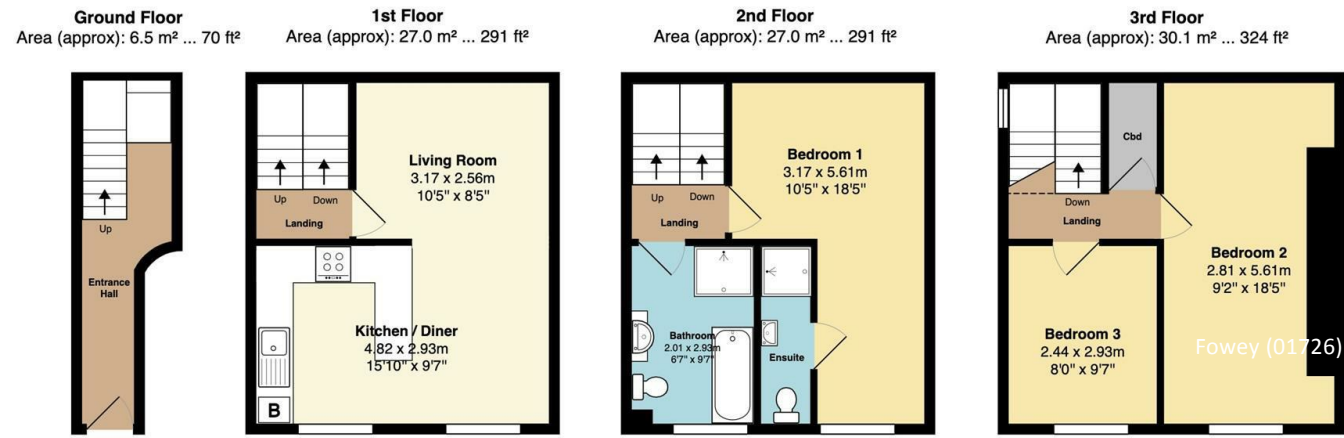 Ground Floor
Area (approx): 6.5 m² ... 70 ft²
Up
Entrance
Hall
1st Floor
Area (approx): 27.0 m² ... 291 ft²
Living Room
3.17 x 2.56m
10'5" x 8'5"
Up Down
Landing
Kitchen / Diner
4.82 x 2.93m
15'10" x 9'7"
B
2nd Floor
Area (approx): 27.0 m² ... 291 ft²
Bedroom 1
3.17 x 5.61m
10'5" x 18'5"
Up Down
Landing
Bathroom
2.01 x 2.93m
6'7" x 9'7"
Ensuite
3rd Floor
Area (approx): 30.1 m² ... 324 ft²
Cbd
Down
Landing
Bedroom 2
2.81 x 5.61m
9'2" x 18'5"
Bedroom 3
2.44 x 2.93m
8'0" x 9'7"
Fowey (01726)